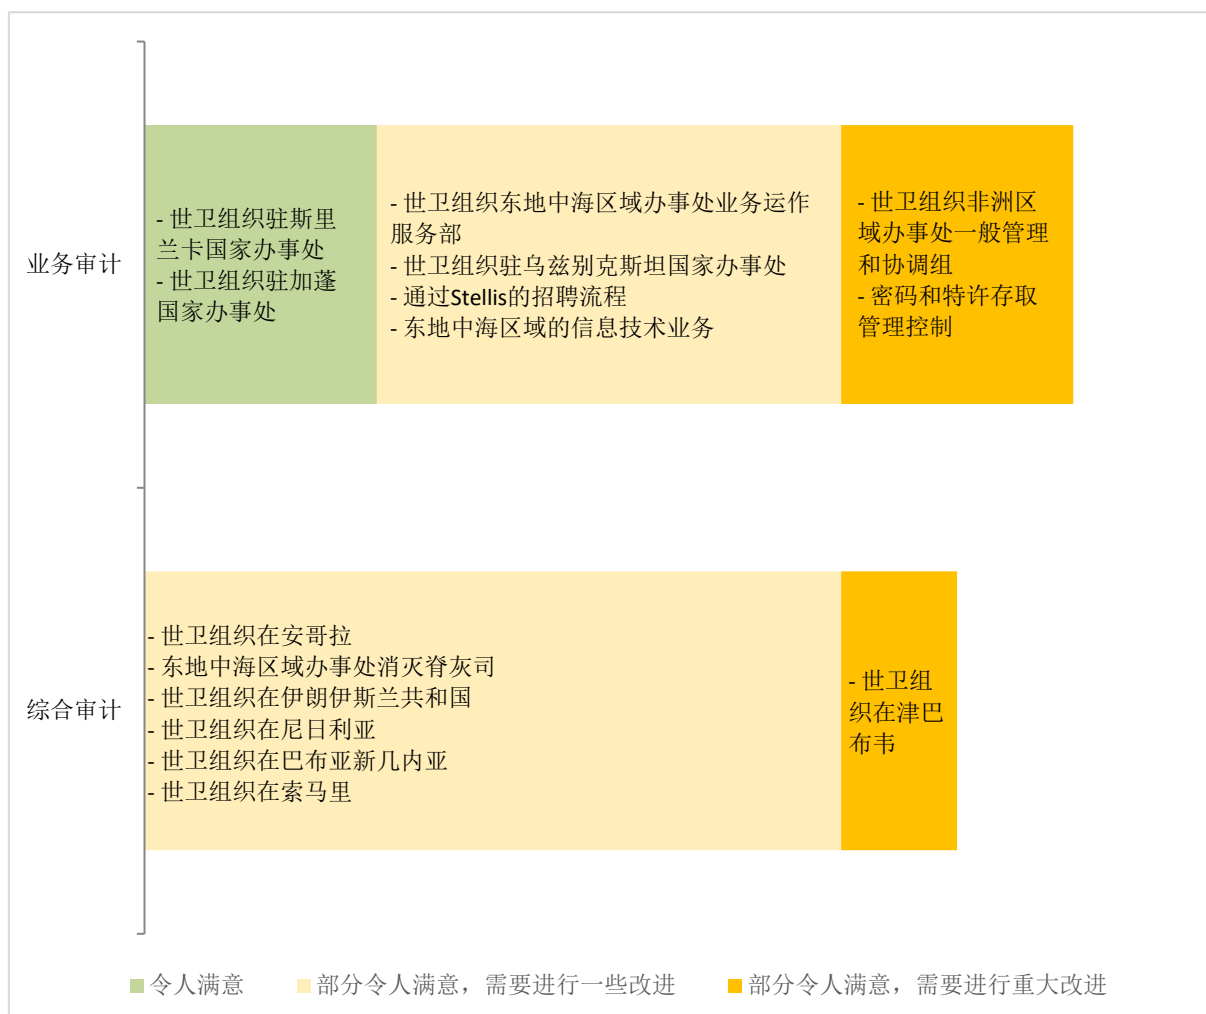 业务审计
- 世卫组织驻斯里
兰卡国家办事处
- 世卫组织驻加蓬
国家办事处
- 世卫组织东地中海区域办事处业务运作
服务部
- 世卫组织驻乌兹别克斯坦国家办事处
- 通过Stellis的招聘流程
- 东地中海区域的信息技术业务
- 世卫组织非洲区
域办事处一般管理
和协调组
- 密码和特许存取
管理控制
综合审计
- 世卫组织在安哥拉
- 东地中海区域办事处消灭脊灰司
- 世卫组织在伊朗伊斯兰共和国
- 世卫组织在尼日利亚
- 世卫组织在巴布亚新几内亚
- 世卫组织在索马里
- 世卫组
织在津巴
布韦
令人满意
部分令人满意，需要进行一些改进
部分令人满意，需要进行重大改进